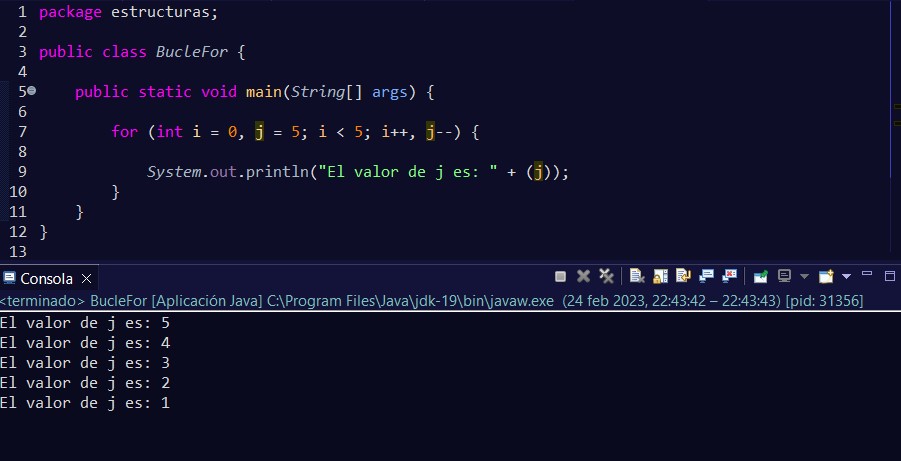 1 package estructuras;
2
3 public class BucleFor {
4
5 public static void main(String[] args) {
6
7 for (int i = 0, j = 5; i < 5; i++, j--) {
8
9 System.out.println("El valor de j es: " + (j));
10 }
11 }
12 }
13
Consola
<terminado> BucleFor [Aplicación Java] C:\Program Files\Java\jdk-19\bin\javaw.exe (24 feb 2023, 22:43:42 – 22:43:43) [pid: 31356]
El valor de j es: 5
El valor de j es: 4
El valor de j es: 3
El valor de j es: 2
El valor de j es: 1